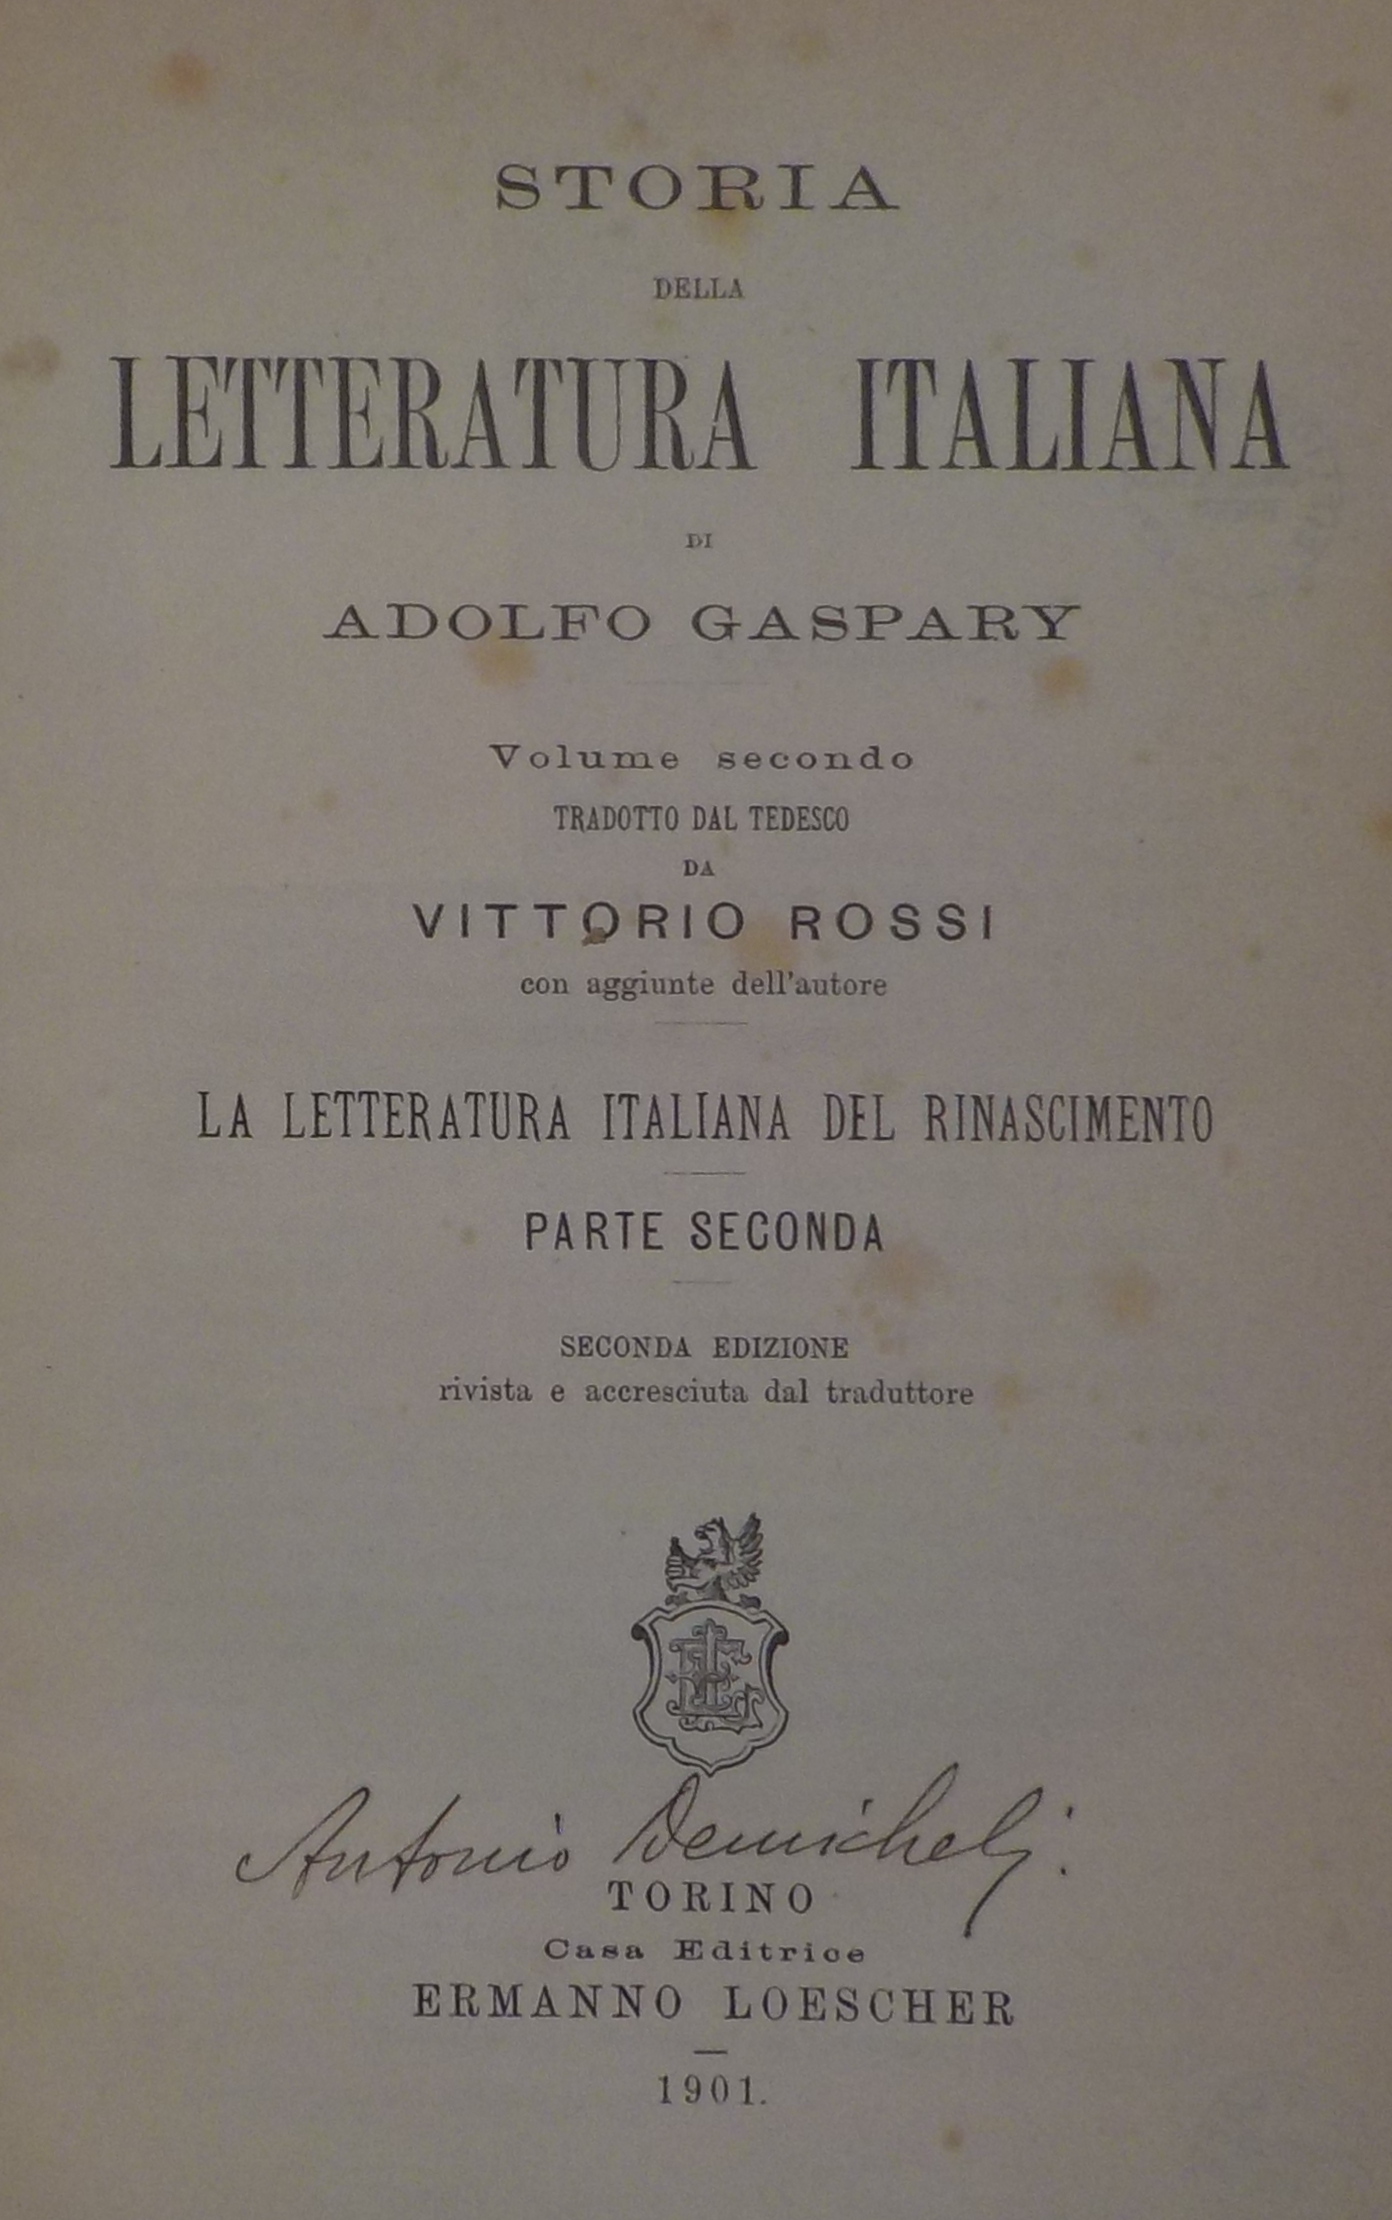 STORIA
DELLA
LETTERATURA ITALIANA
DI
ADOLFO GASPARY
Volume secondo
TRADOTTO DAL TEDESCO
DA
VITTORIO ROSSI
con aggiunte dell'autore
LA LETTERATURA ITALIANA DEL RINASCIMENTO
PARTE SECONDA
SECONDA EDIZIONE
rivista e accresciuta dal traduttore
Antonio Demichelj.
TORINO
Casa Editrice
ERMANNO LOESCHER
1901.